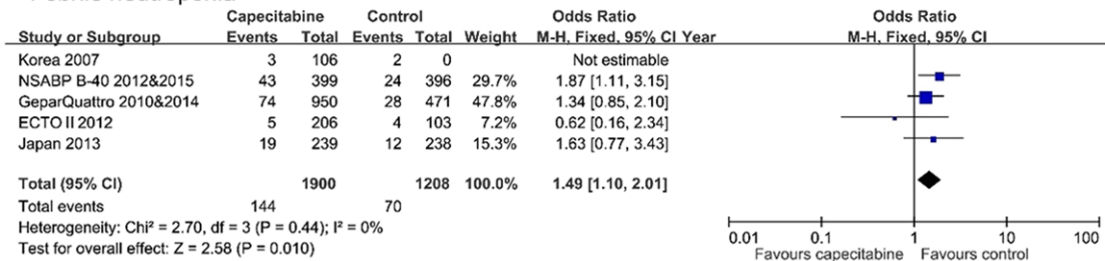 Capecitabine Control Odds Ratio Odds Ratio
Study or Subgroup Events Total Events Total Weight M-H, Fixed, 95% CI Year M-H, Fixed, 95% CI
Korea 2007 3 106 2 0 Not estimable
NSABP B-40 2012&2015 43 399 24 396 29.7% 1.87 [1.11, 3.15]
GeparQuattro 2010&2014 74 950 28 471 47.8% 1.34 [0.85, 2.10]
ECTO II 2012 5 206 4 103 7.2% 0.62 [0.16, 2.34]
Japan 2013 19 239 12 238 15.3% 1.63 [0.77, 3.43]
Total (95% CI) 1900 1208 100.0% 1.49 [1.10, 2.01]
Total events 144 70
Heterogeneity: Chi² = 2.70, df = 3 (P = 0.44); I² = 0%
Test for overall effect: Z = 2.58 (P = 0.010)
0.01 0.1 1 10 100
Favours capecitabine Favours control